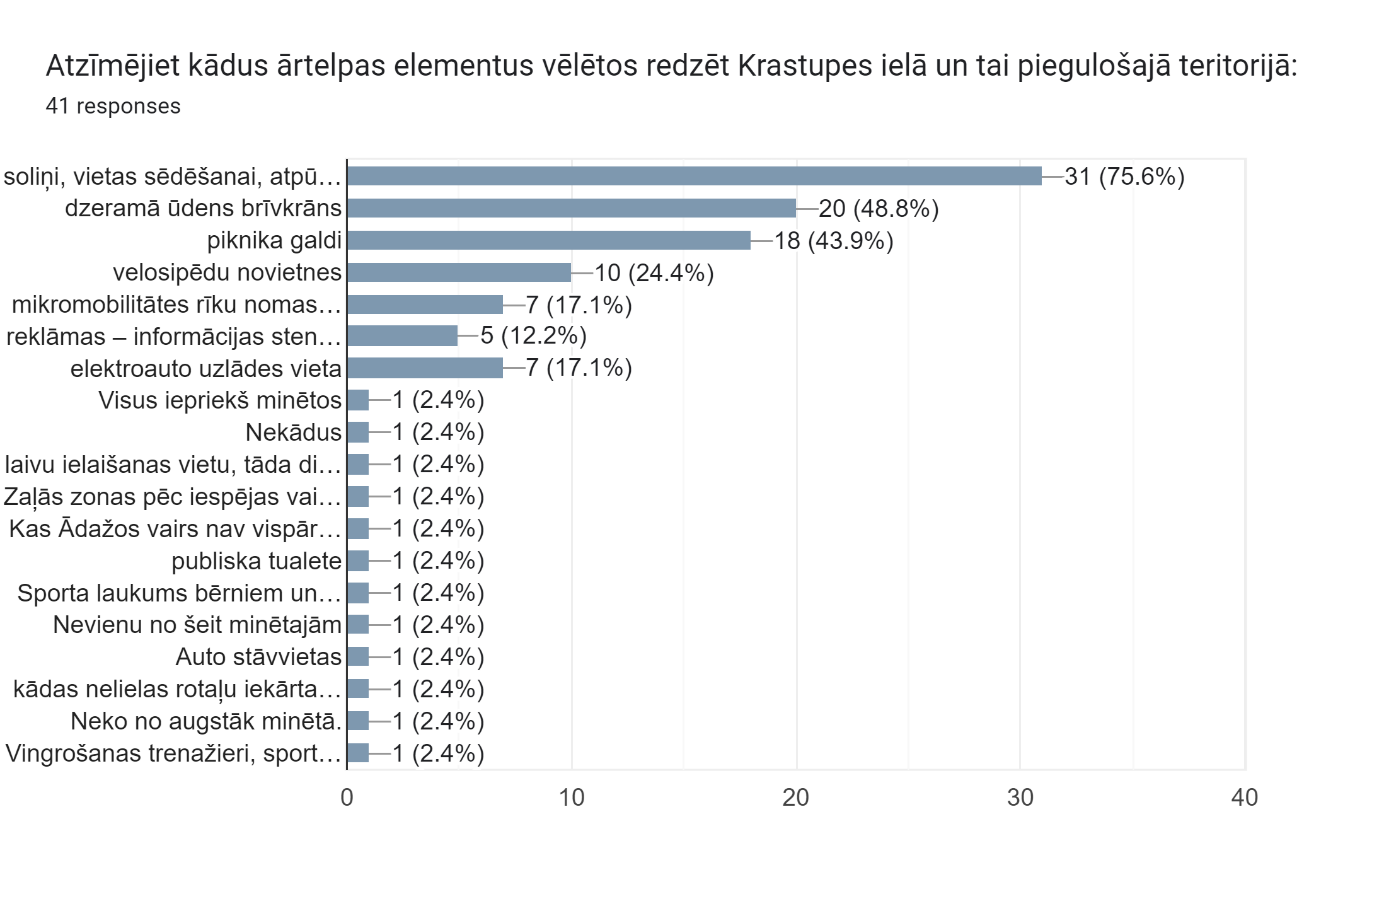 Atzīmējiet kādus ārtelpas elementus vēlētos redzēt Krastupes ielā un tai piegulošajā teritorijā:
41 responses
soliņi, vietas sēdēšanai, atpū… 31 (75.6%)
dzeramā ūdens brīvkrāns 20 (48.8%)
piknika galdi 18 (43.9%)
velosipēdu novietnes 10 (24.4%)
mikromobilitātes rīku nomas… 7 (17.1%)
reklāmas – informācijas sten… 5 (12.2%)
elektroauto uzlādes vieta 7 (17.1%)
Visus iepriekš minētos 1 (2.4%)
Nekādus 1 (2.4%)
laivu ielaišanas vietu, tāda di… 1 (2.4%)
Zaļās zonas pēc iespējas vai… 1 (2.4%)
Kas Ādažos vairs nav vispār… 1 (2.4%)
publiska tualete 1 (2.4%)
Sporta laukums bērniem un… 1 (2.4%)
Nevienu no šeit minētajām 1 (2.4%)
Auto stāvvietas 1 (2.4%)
kādas nelielas rotaļu iekārta… 1 (2.4%)
Neko no augstāk minētā. 1 (2.4%)
Vingrošanas trenažieri, sport… 1 (2.4%)
0 10 20 30 40